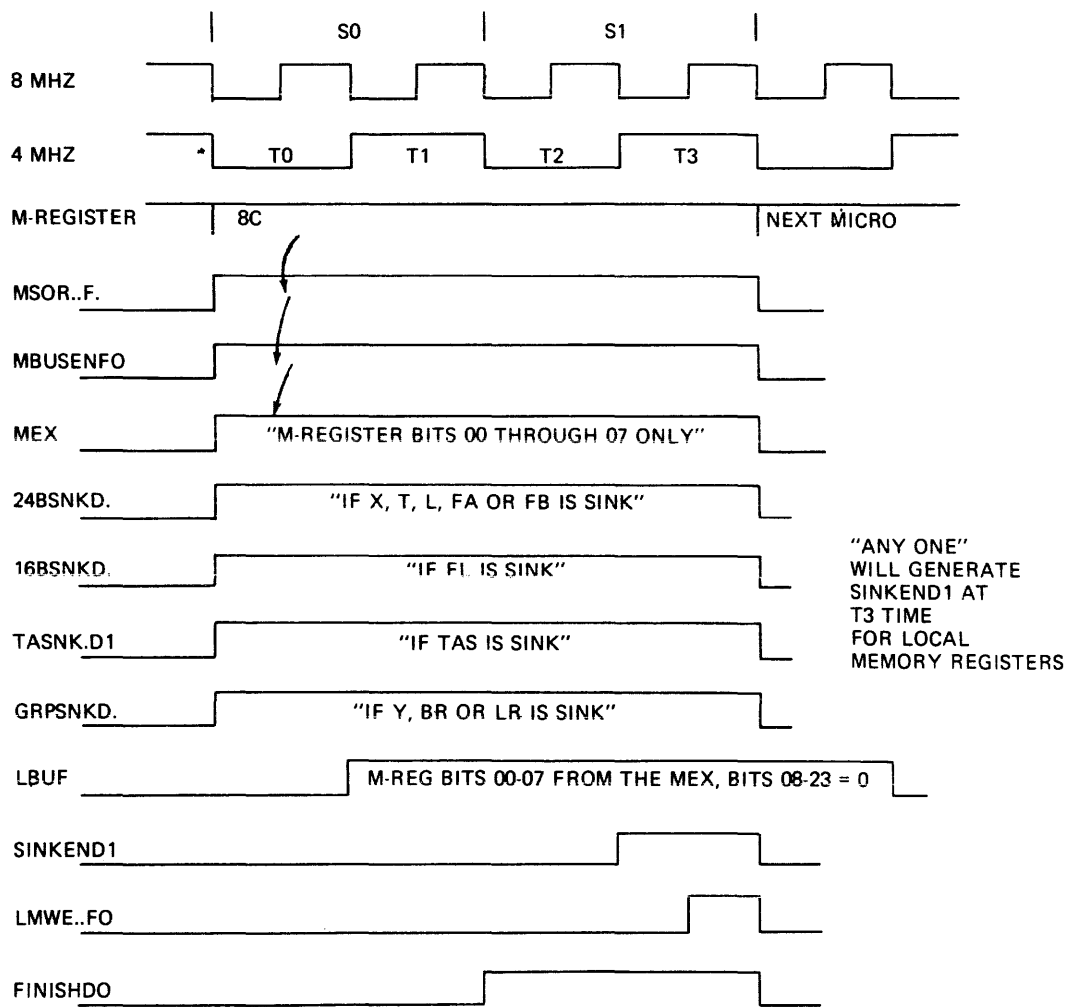 S0 S1
8 MHZ
4 MHZ * T0 T1 T2 T3
M-REGISTER 8C NEXT MICRO
MSOR..F.
MBUSENFO
MEX "M-REGISTER BITS 00 THROUGH 07 ONLY"
24BSNKD. "IF X, T, L, FA OR FB IS SINK"
16BSNKD. "IF FL IS SINK"
TASNK.D1 "IF TAS IS SINK"
GRPSNKD. "IF Y, BR OR LR IS SINK"
"ANY ONE"
WILL GENERATE
SINKEND1 AT
T3 TIME
FOR LOCAL
MEMORY REGISTERS
LBUF M-REG BITS 00-07 FROM THE MEX, BITS 08-23 = 0
SINKEND1
LMWE..FO
FINISHDO